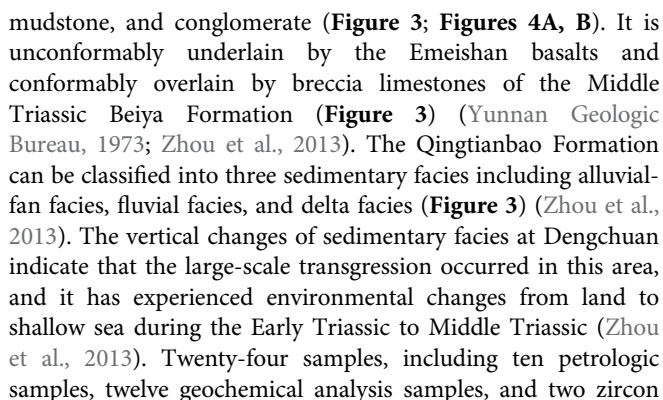 mudstone, and conglomerate (Figure 3; Figures 4A, B). It is
unconformably underlain by the Emeishan basalts and
conformably overlain by breccia limestones of the Middle
Triassic Beiya Formation (Figure 3) (Yunnan Geologic
Bureau, 1973; Zhou et al., 2013). The Qingtianbao Formation
can be classified into three sedimentary facies including alluvial-
fan facies, fluvial facies, and delta facies (Figure 3) (Zhou et al.,
2013). The vertical changes of sedimentary facies at Dengchuan
indicate that the large-scale transgression occurred in this area,
and it has experienced environmental changes from land to
shallow sea during the Early Triassic to Middle Triassic (Zhou
et al., 2013). Twenty-four samples, including ten petrologic
samples, twelve geochemical analysis samples, and two zircon